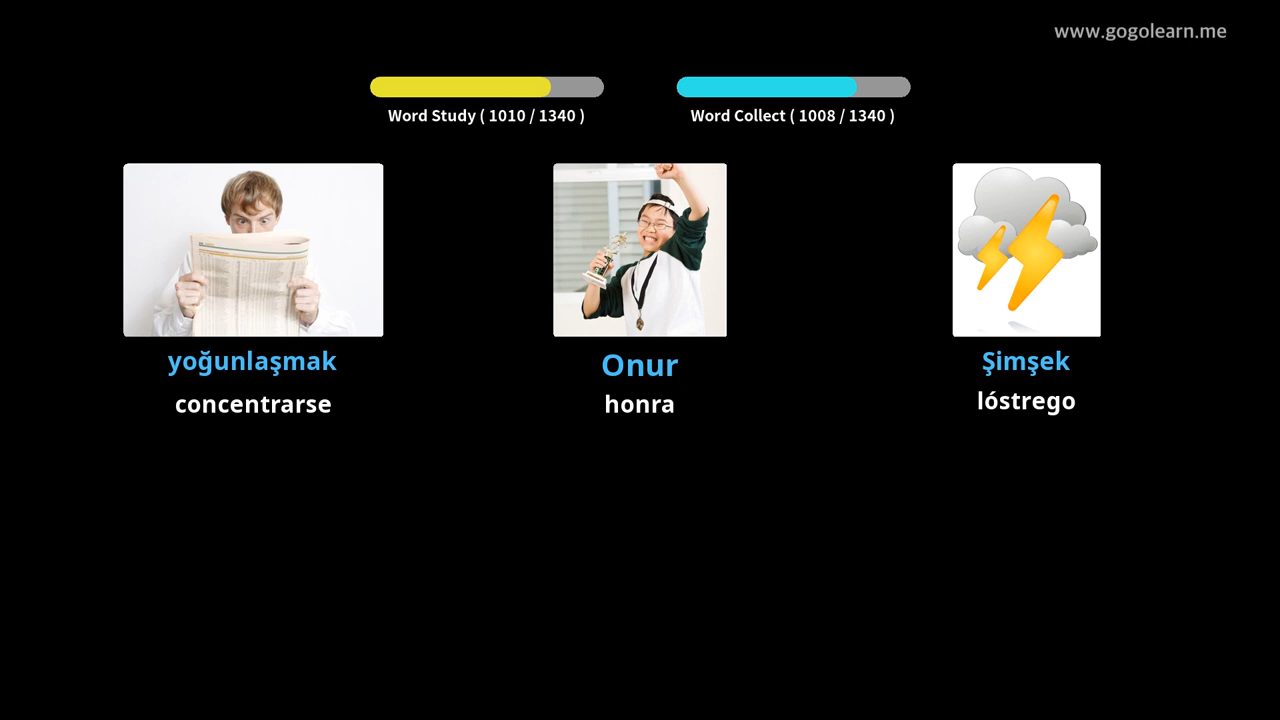 www.gogolearn.me
Word Study ( 1010 / 1340 )
Word Collect ( 1008 / 1340 )
yoğunlaşmak
concentrarse
Onur
honra
Şimşek
lóstrego